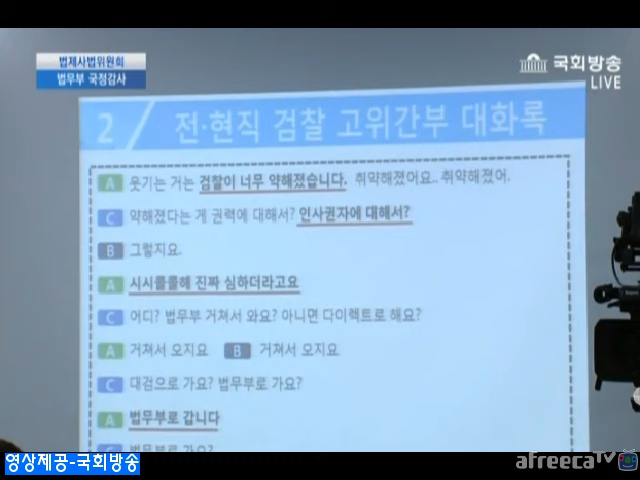 법제사법위원회
법무부 국정감사
국회방송
LIVE
2 전·현직 검찰 고위간부 대화록
A 웃기는 거는 검찰이 너무 약해졌습니다. 취약해졌어요.. 취약해졌어.
C 약해졌다는 게 권력에 대해서? 인사권자에 대해서?
B 그렇지요.
A 시시콜콜해 진짜 심하더라고요
C 어디? 법무부 거쳐서 와요? 아니면 다이렉트로 해요?
A 거쳐서 오지요 B 거쳐서 오지요
C 대검으로 가요? 법무부로 가요?
A 법무부로 갑니다
C 법무부로 가요?
영상제공-국회방송
afreecaTV